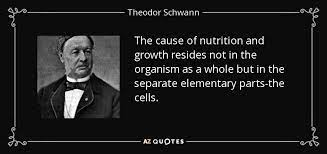 Theodor Schwann
The cause of nutrition and
growth resides not in the
organism as a whole but in the
separate elementary parts-the
cells.
AZ QUOTES